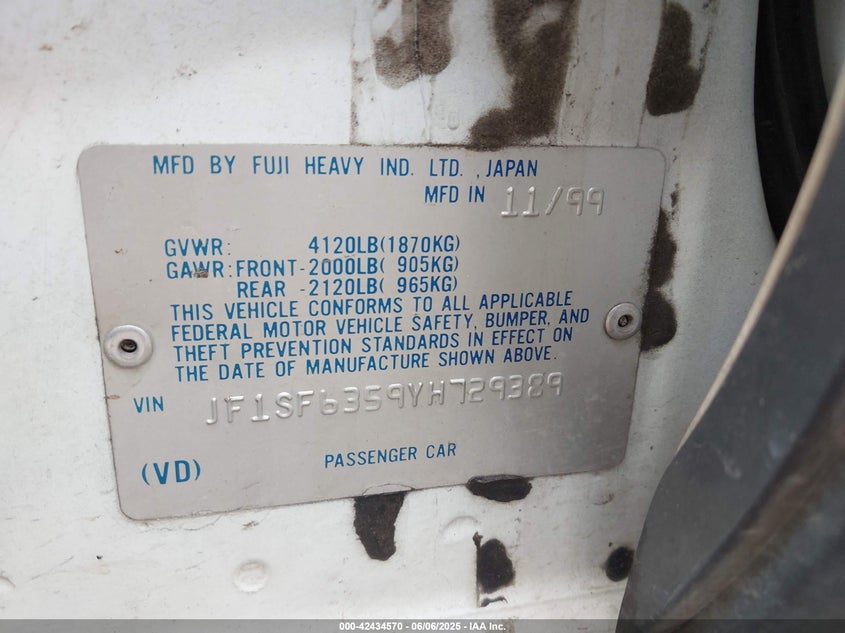 MFD BY FUJI HEAVY IND. LTD. , JAPAN
MFD IN 11/99
GVWR: 4120LB(1870KG)
GAWR: FRONT-2000LB( 905KG)
REAR -2120LB( 965KG)
THIS VEHICLE CONFORMS TO ALL APPLICABLE
FEDERAL MOTOR VEHICLE SAFETY, BUMPER, AND
THEFT PREVENTION STANDARDS IN EFFECT ON
THE DATE OF MANUFACTURE SHOWN ABOVE.
VIN JF1SF6359YH729389
(VD) PASSENGER CAR
000-42434570 - 06/06/2025 - IAA Inc.